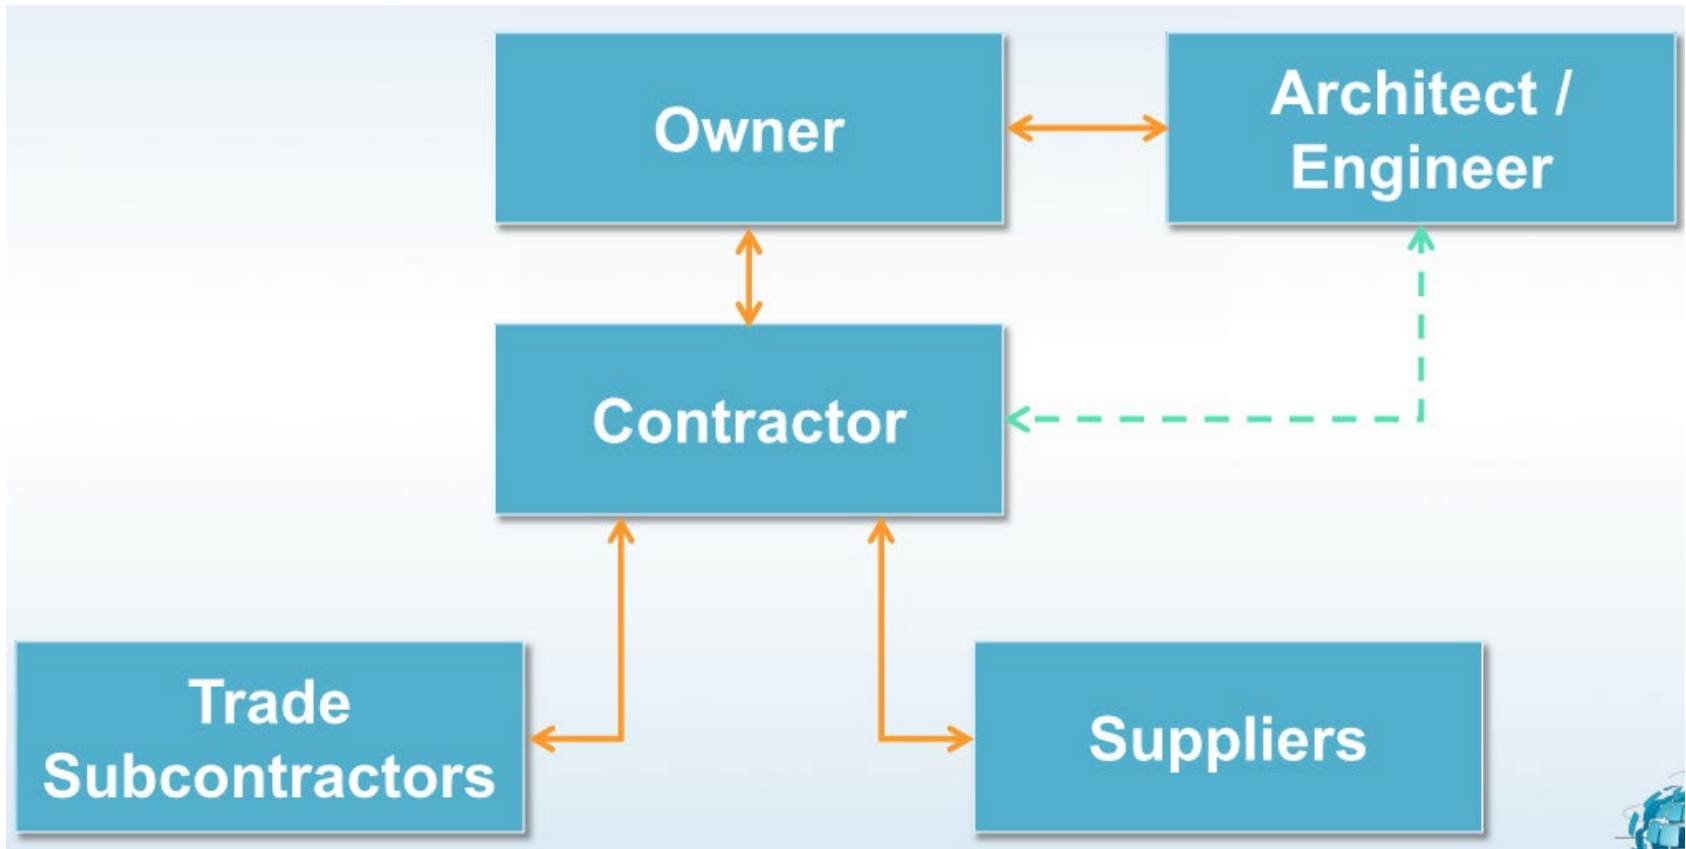 Owner
Architect /
Engineer
Contractor
Trade
Subcontractors
Suppliers